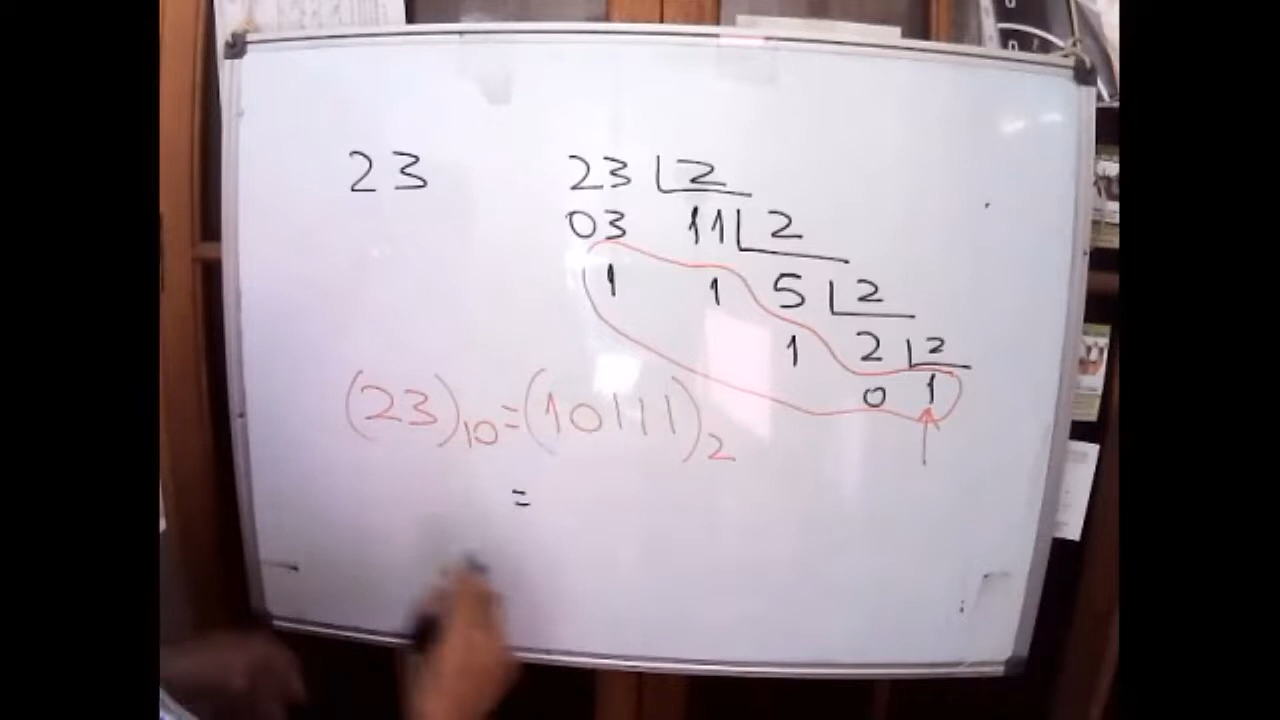 23 23 2
03 11 2
1 1 5 2
1 2 2
0 1
(23)10=(10111)2
=